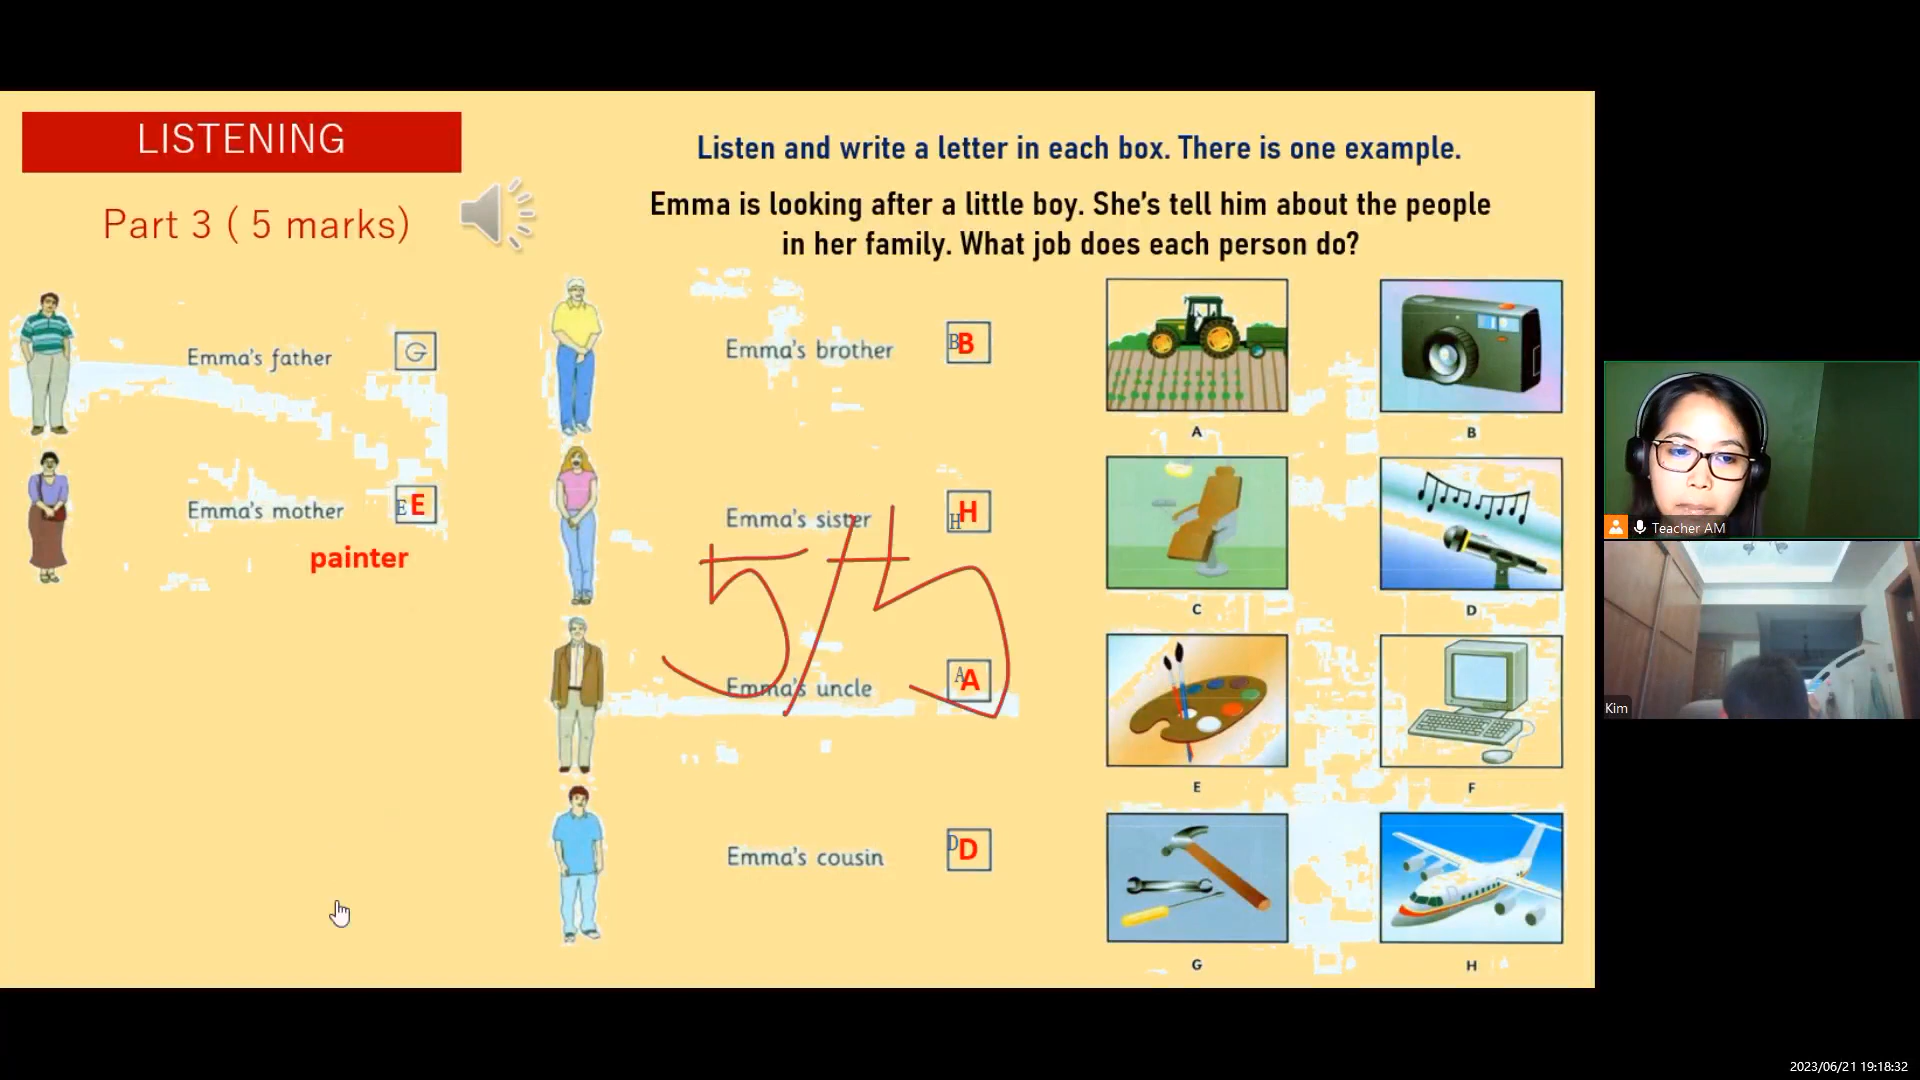 LISTENING
Part 3 ( 5 marks)
Listen and write a letter in each box. There is one example.
Emma is looking after a little boy. She's tell him about the people
in her family. What job does each person do?
Emma's father G
Emma's mother E E
painter
Emma's brother B B
Emma's sister H H
5/5
Emma's uncle A A
Emma's cousin D D
A B
C D
E F
G H
Teacher AM
Kim
2023/06/21 19:18:32